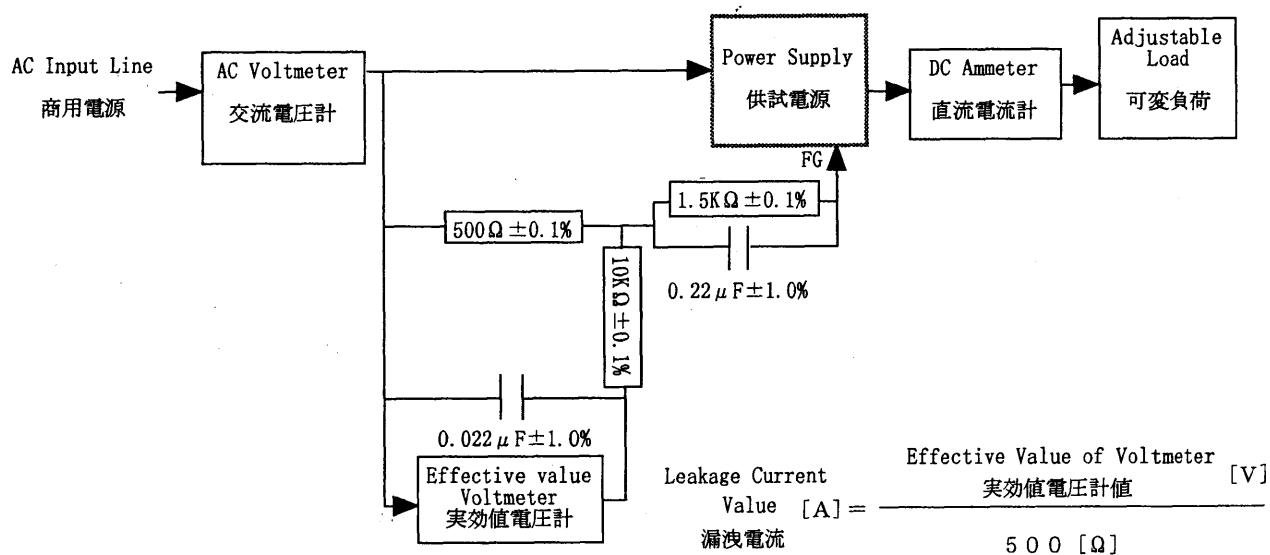 AC Input Line
商用電源
AC Voltmeter
交流電圧計
Power Supply
供試電源
DC Ammeter
直流電流計
Adjustable
Load
可変負荷
FG
1.5KΩ±0.1%
500Ω±0.1%
10KΩ±0.1%
0.22μF±1.0%
0.022μF±1.0%
Effective value
Voltmeter
実効値電圧計
Leakage Current
Value [A]=
漏洩電流
Effective Value of Voltmeter
実効値電圧計値
[V]
500[Ω]